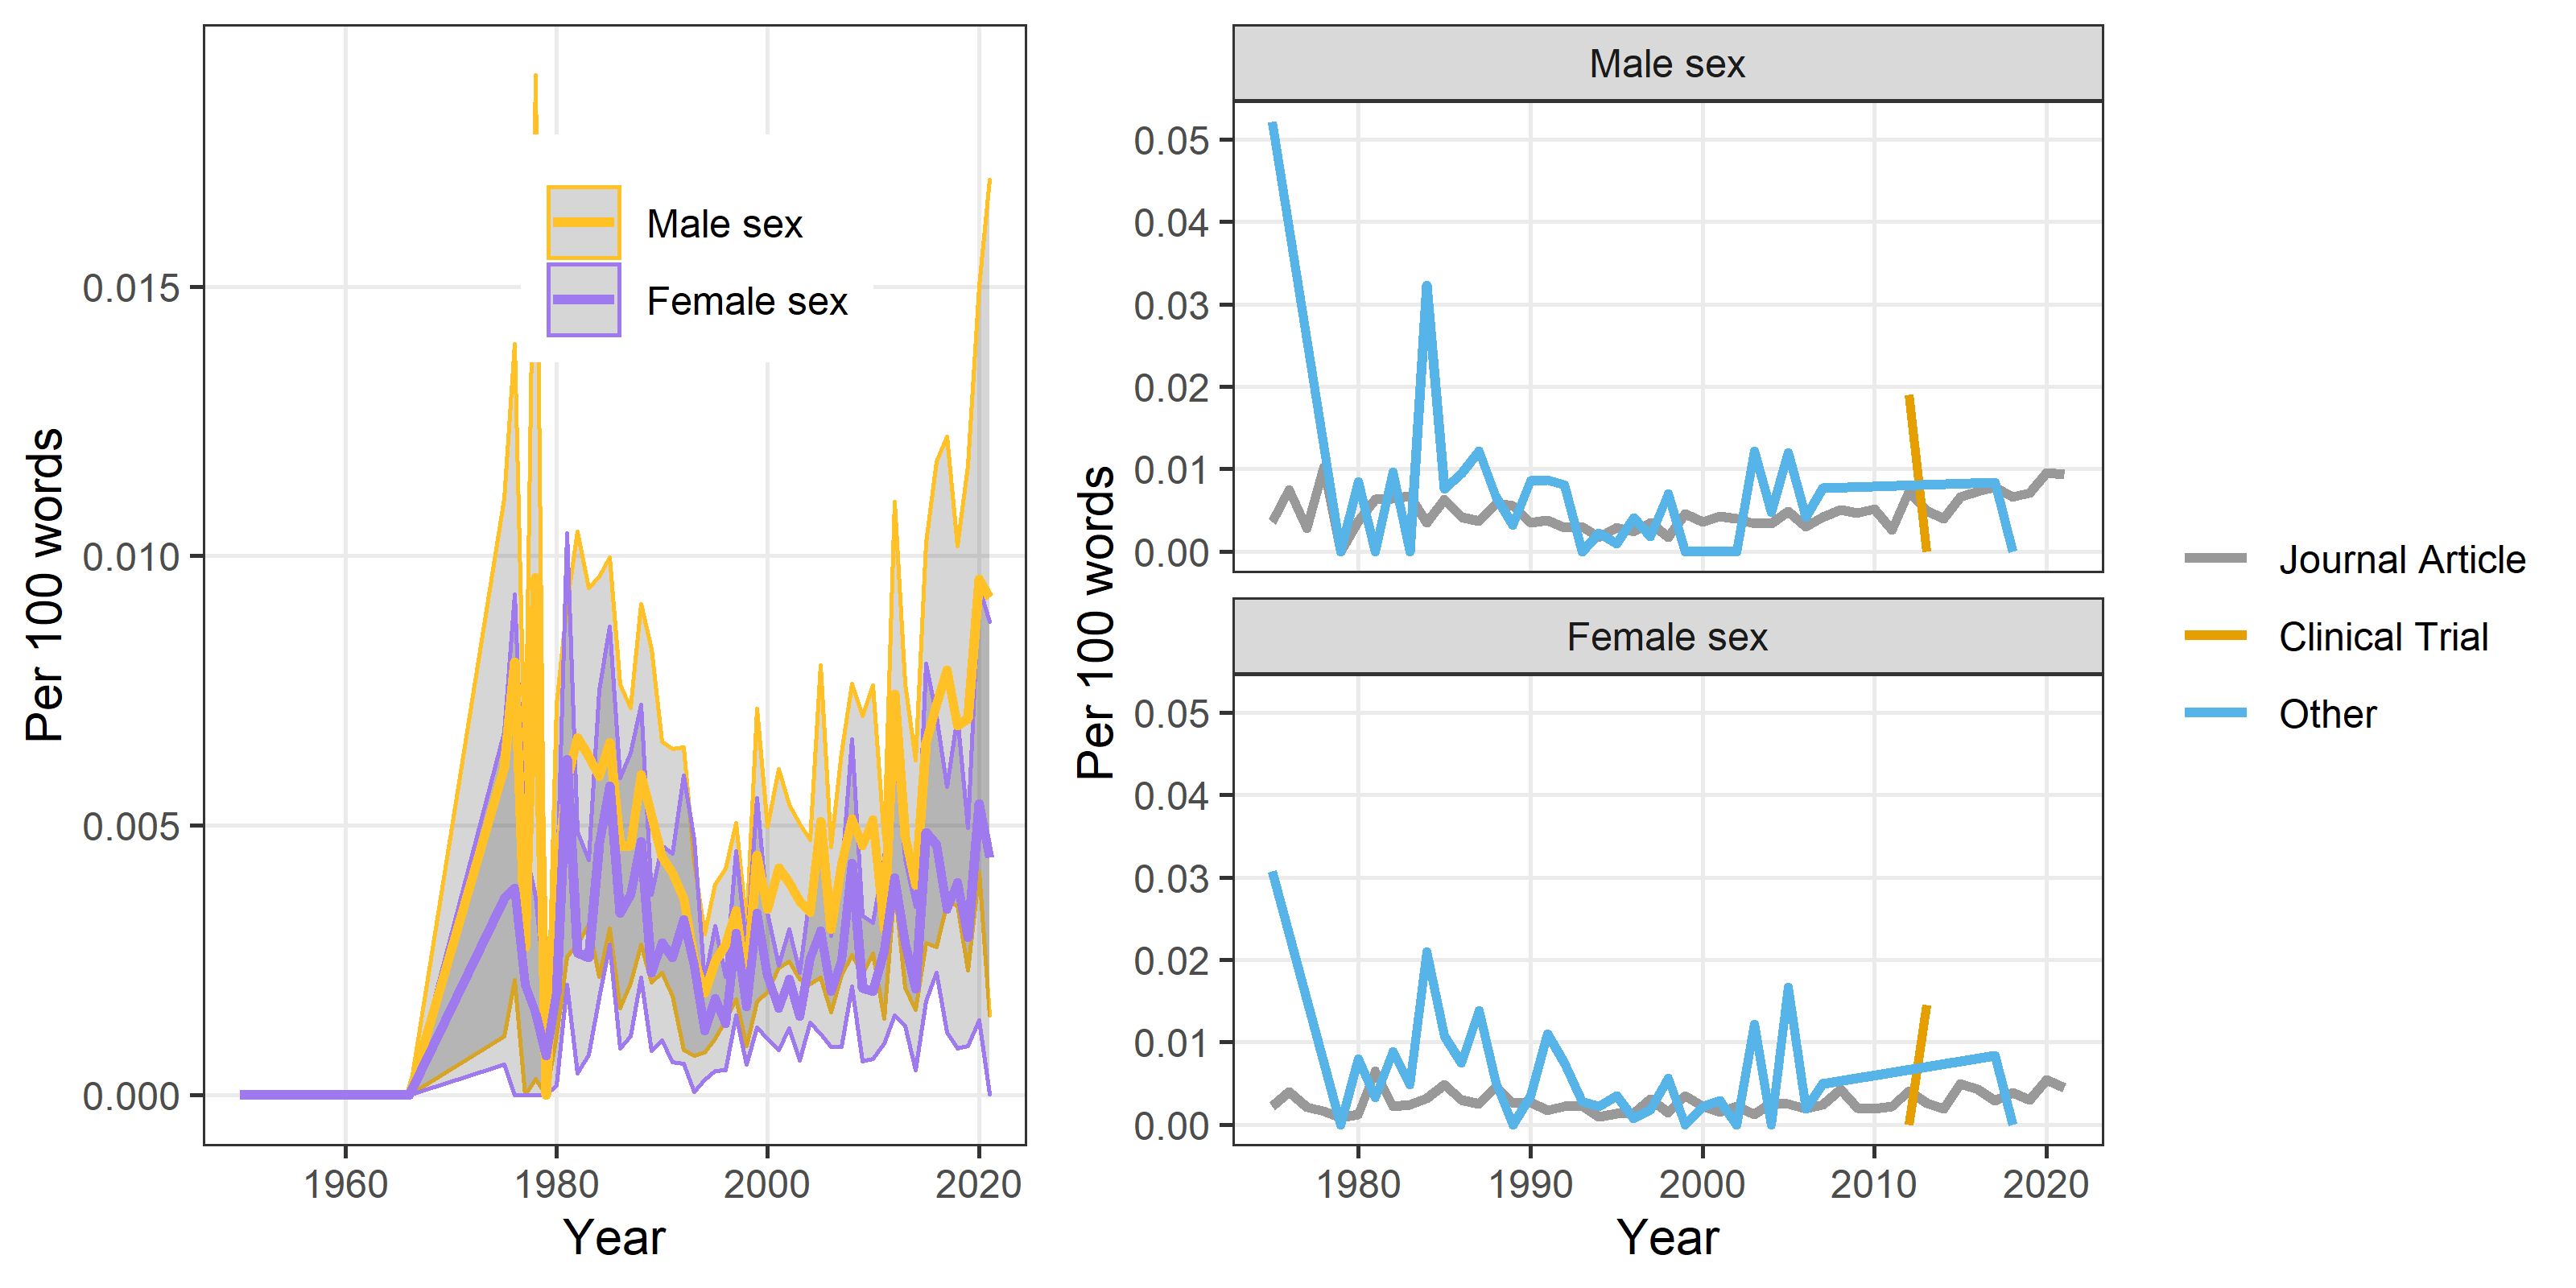 Per 100 words
0.015
0.010
0.005
0.000
Male sex
Female sex
1960 1980 2000 2020
Year
Per 100 words
Male sex
0.05
0.04
0.03
0.02
0.01
0.00
Female sex
0.05
0.04
0.03
0.02
0.01
0.00
1980 1990 2000 2010 2020
Year
Journal Article
Clinical Trial
Other